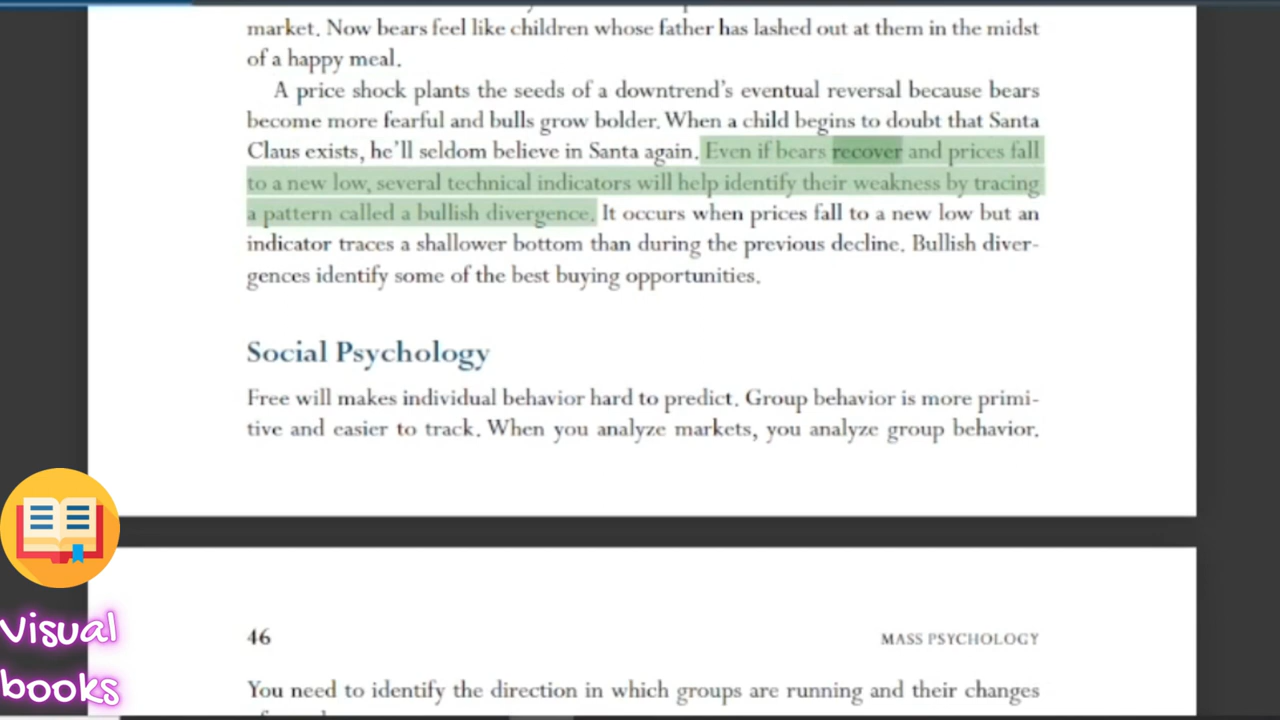 market. Now bears feel like children whose father has lashed out at them in the midst
of a happy meal.
A price shock plants the seeds of a downtrend's eventual reversal because bears
become more fearful and bulls grow bolder. When a child begins to doubt that Santa
Claus exists, he'll seldom believe in Santa again. Even if bears recover and prices fall
to a new low, several technical indicators will help identify their weakness by tracing
a pattern called a bullish divergence. It occurs when prices fall to a new low but an
indicator traces a shallower bottom than during the previous decline. Bullish diver-
gences identify some of the best buying opportunities.
Social Psychology
Free will makes individual behavior hard to predict. Group behavior is more primi-
tive and easier to track. When you analyze markets, you analyze group behavior.
46
MASS PSYCHOLOGY
You need to identify the direction in which groups are running and their changes
Visual
books